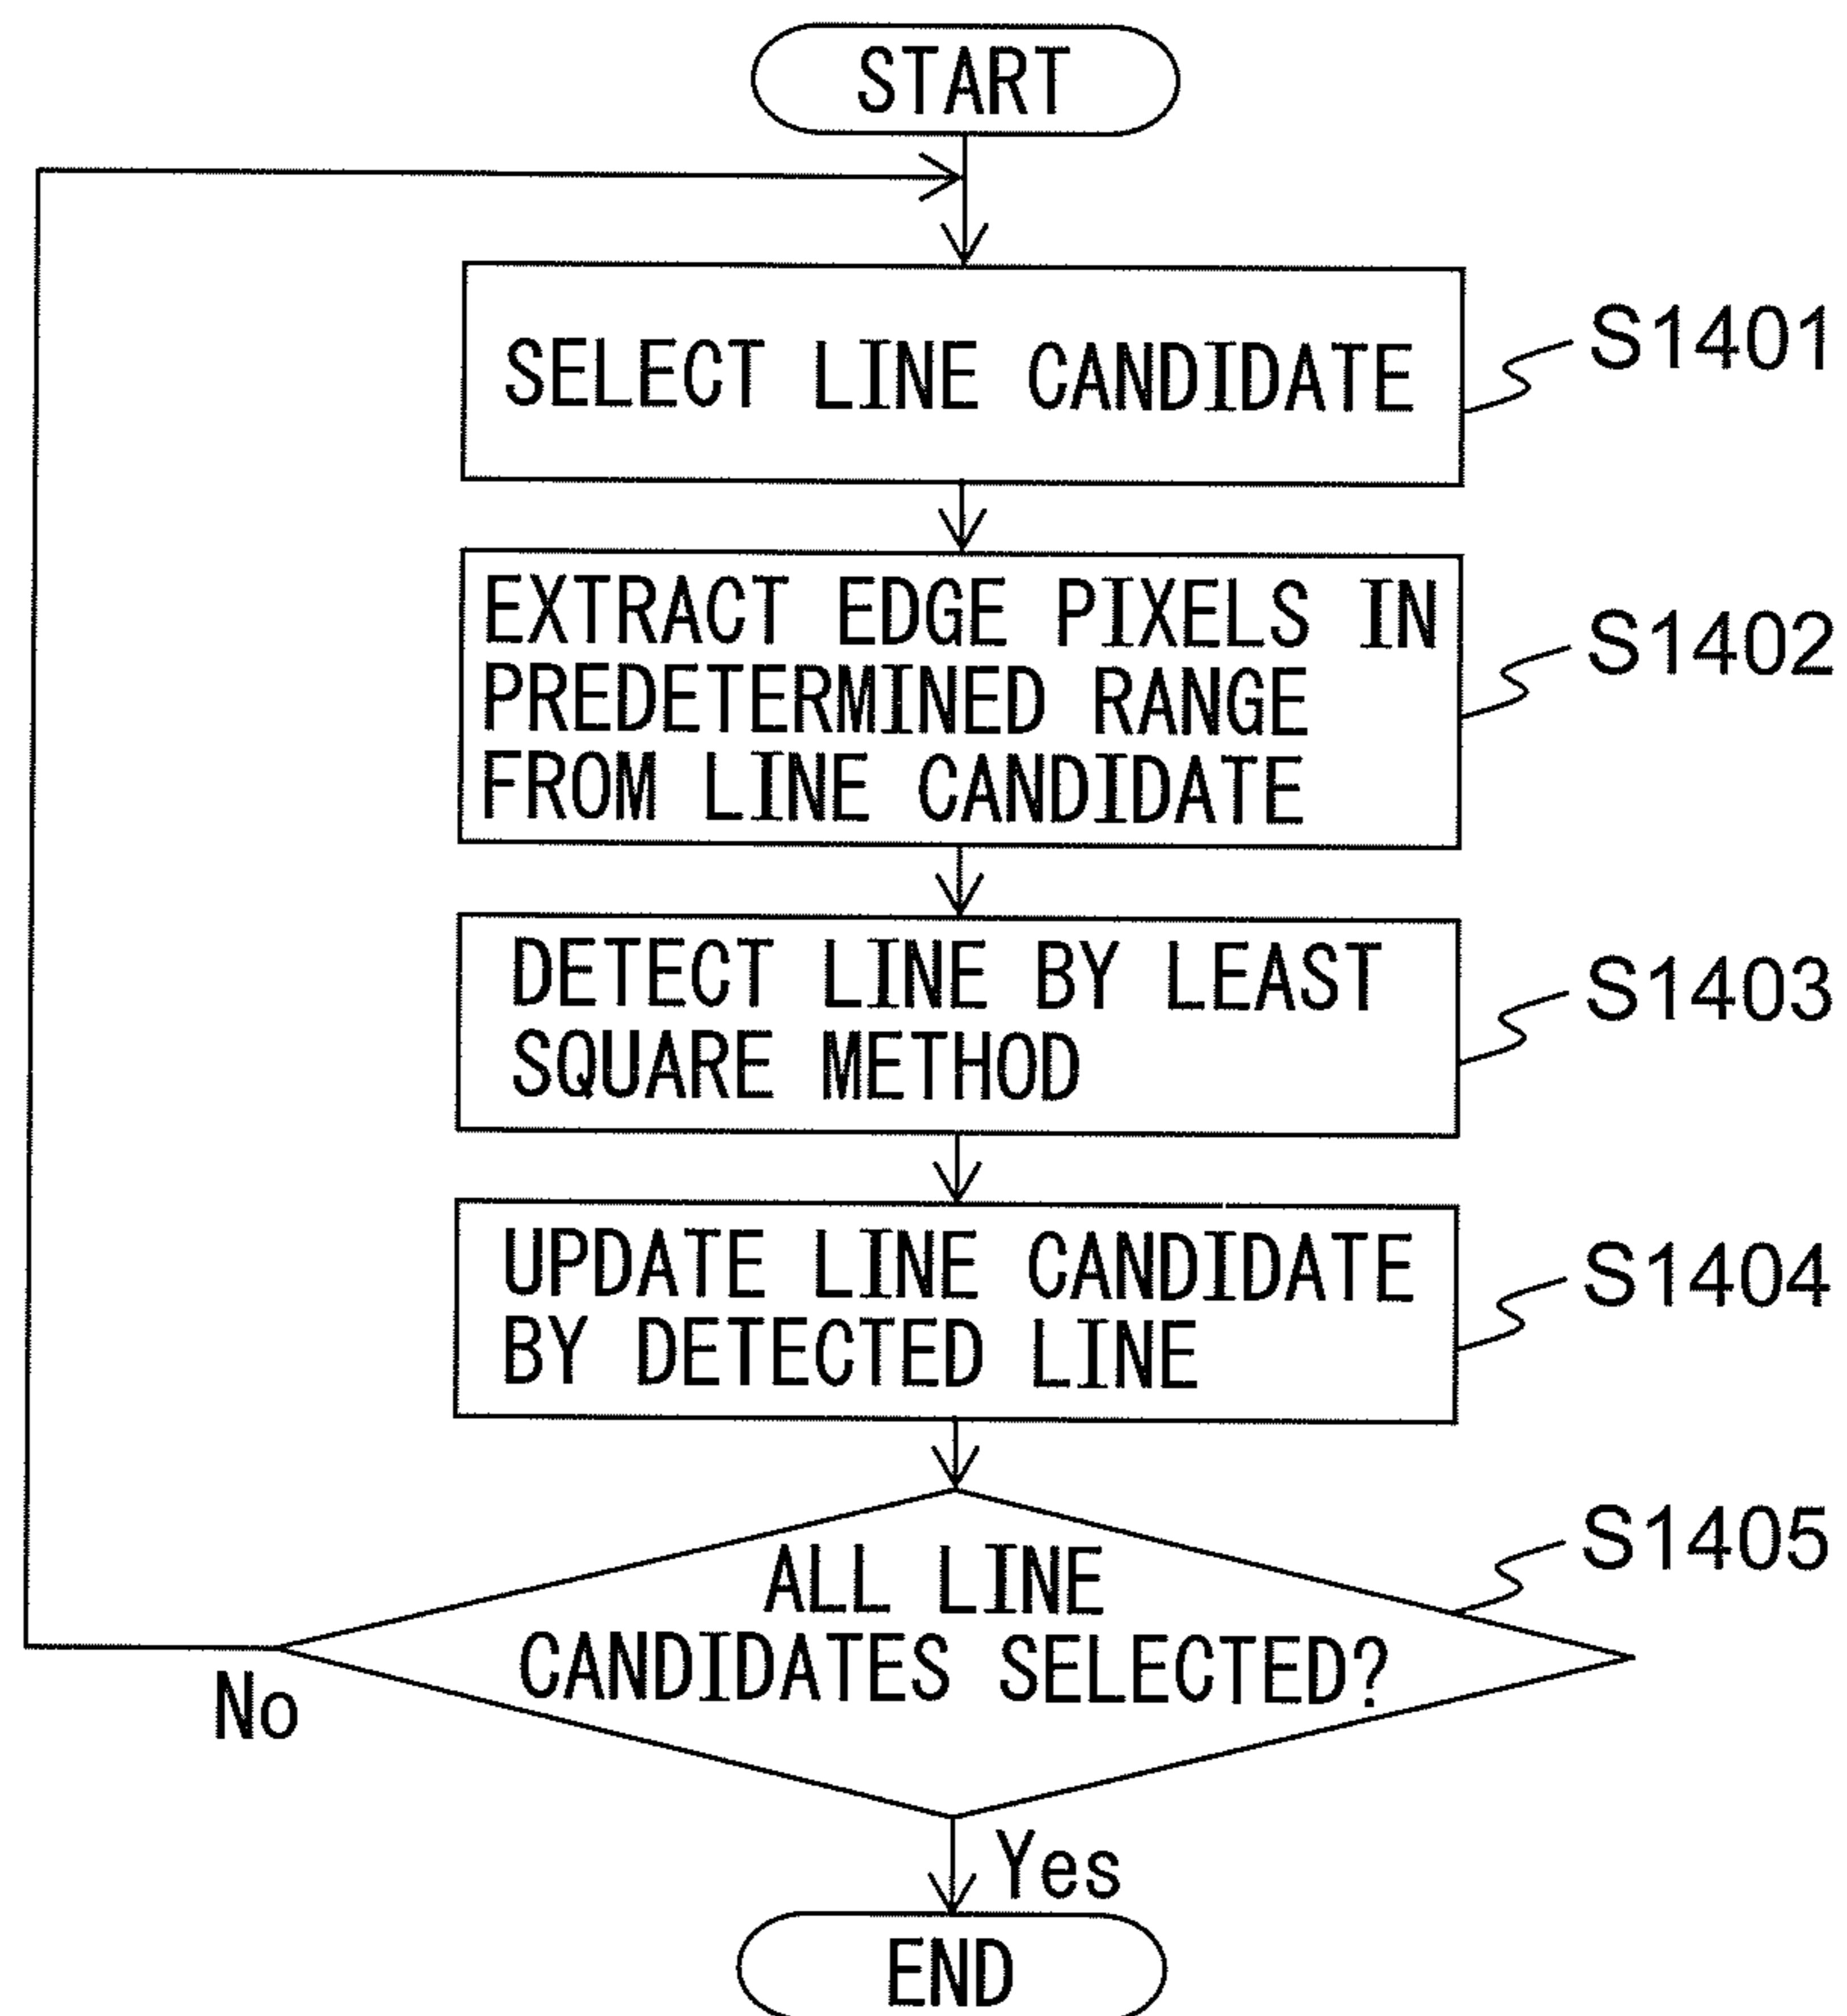 START
SELECT LINE CANDIDATE
S1401
EXTRACT EDGE PIXELS IN
PREDETERMINED RANGE
FROM LINE CANDIDATE
S1402
DETECT LINE BY LEAST
SQUARE METHOD
S1403
UPDATE LINE CANDIDATE
BY DETECTED LINE
S1404
ALL LINE
CANDIDATES SELECTED?
S1405
No
Yes
END